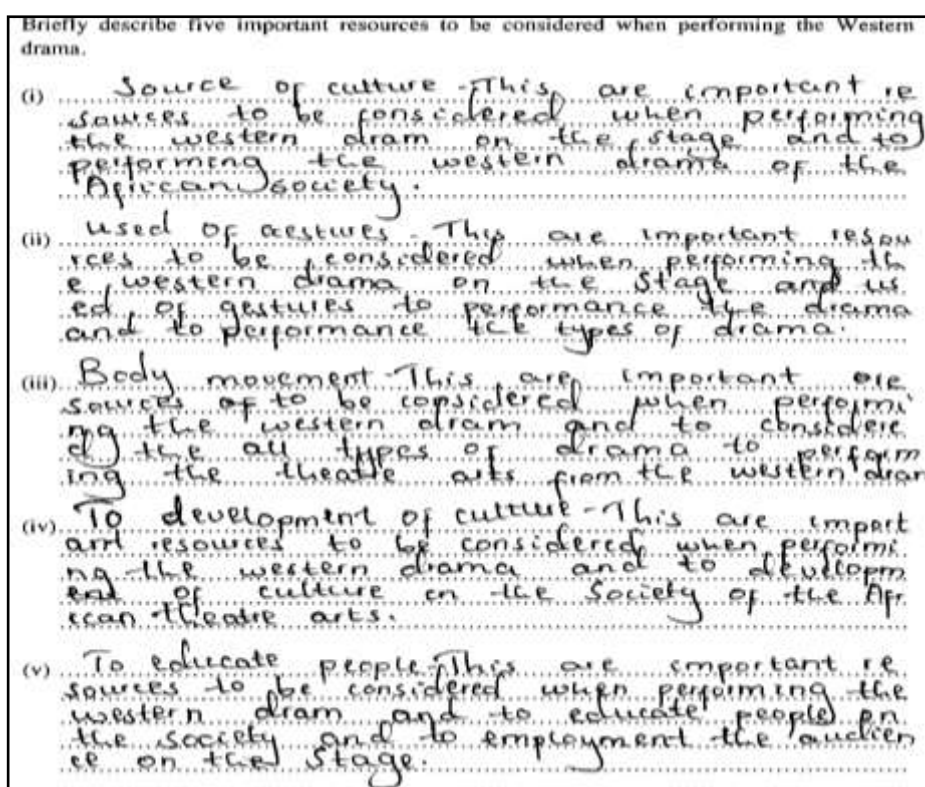 Briefly describe five important resources to be considered when performing the Western
drama.
(i) Source of culture - This are important re
sources to be considered when performing
the western dram on the stage and to
performing the western drama of the
African society.
(ii) used of gestures - This are important resou
rces to be considered when performing th
e western drama on the stage and us
ed of gestures to performance the drama
and to performance the types of drama.
(iii) Body movement - This are important ore
sources of to be considered when performi
ng the western dram and to considere
d the all types of drama to perform
ing the theatre arts from the western dram
(iv) To development of culture - This are import
ant resources to be considered when performi
ng the western drama and to developm
end of culture in the Society of the Afr
ican theatre arts.
(v) To educate people - This are important re
sources to be considered when performing the
western dram and to educate people on
the society and to employment the audien
ce on the Stage.